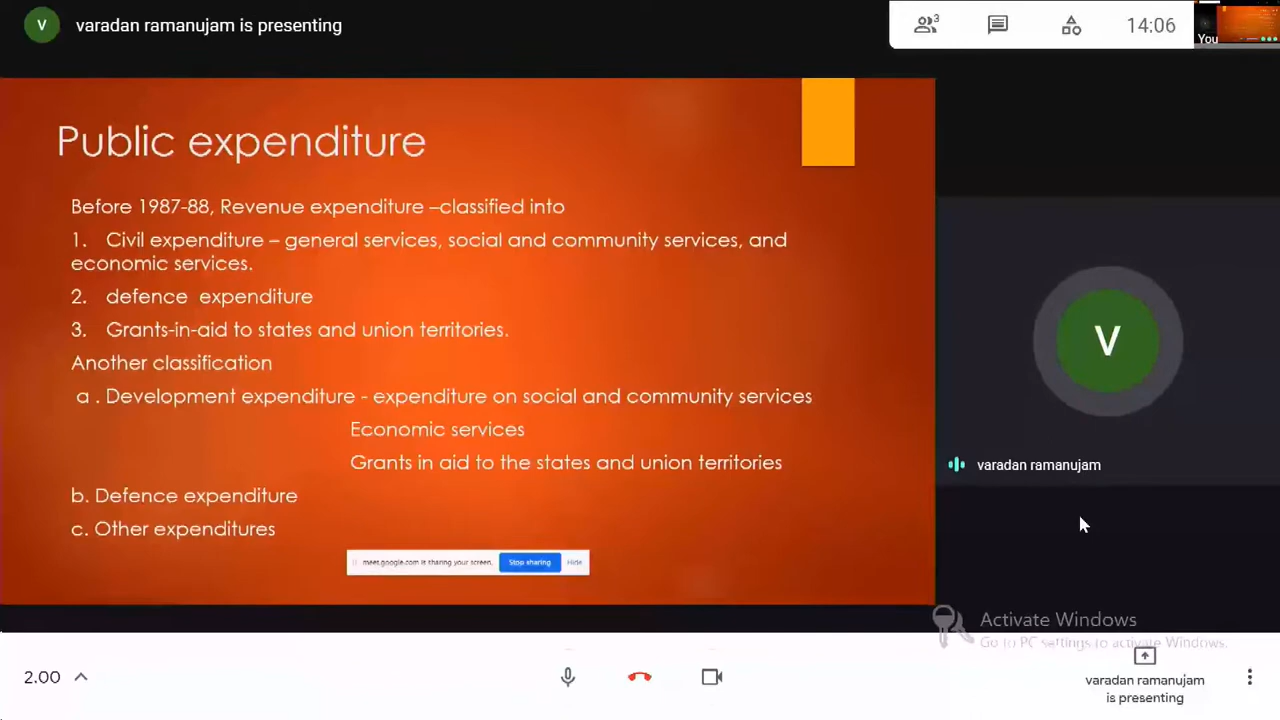 V varadan ramanujam is presenting
3
14:06
You
Public expenditure
Before 1987-88, Revenue expenditure –classified into
1. Civil expenditure – general services, social and community services, and
economic services.
2. defence expenditure
3. Grants-in-aid to states and union territories.
Another classification
a . Development expenditure - expenditure on social and community services
Economic services
Grants in aid to the states and union territories
b. Defence expenditure
c. Other expenditures
meet.google.com is sharing your screen. Stop sharing Hide
V
varadan ramanujam
Activate Windows
Go to PC settings to activate Windows.
2.00
varadan ramanujam
is presenting